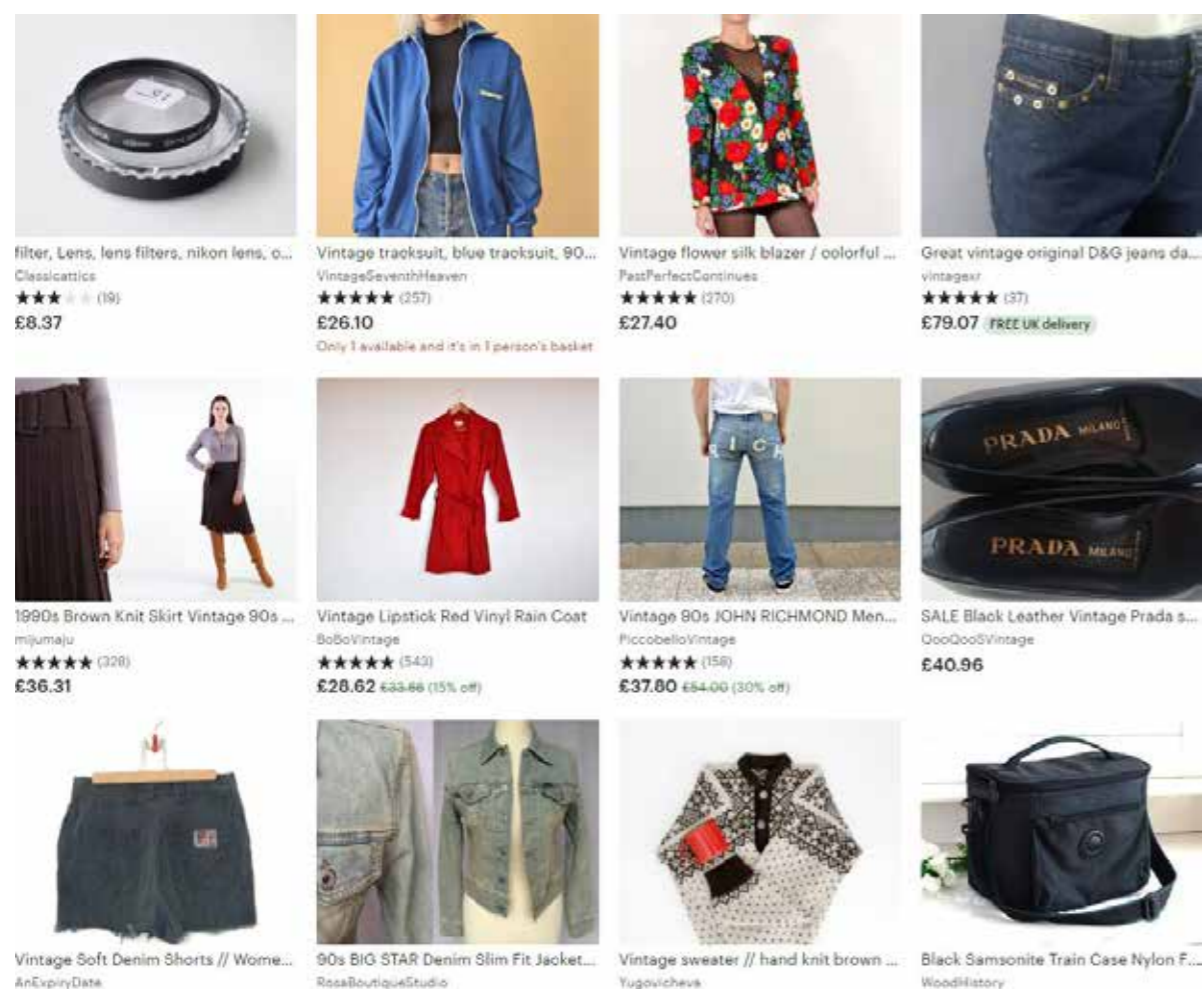 filter, Lens, lens filters, nikon lens, o...
Classicattics
(19)
£8.37
Vintage tracksuit, blue tracksuit, 90...
VintageSeventhHeaven
(257)
£26.10
Only 1 available and it's in 1 person's basket
Vintage flower silk blazer / colorful ...
PastPerfectContinues
(270)
£27.40
Great vintage original D&G jeans da...
vintagexr
(37)
£79.07 FREE UK delivery
RICH
PRADA MILANO
PRADA MILANO
1990s Brown Knit Skirt Vintage 90s ...
mijumaju
(328)
£36.31
Vintage Lipstick Red Vinyl Rain Coat
BoBoVintage
(543)
£28.62 £33.66 (15% off)
Vintage 90s JOHN RICHMOND Men...
PiccobelloVintage
(158)
£37.80 £54.00 (30% off)
SALE Black Leather Vintage Prada s...
QooQooSVintage
£40.96
Vintage Soft Denim Shorts // Wome...
AnExpiryDate
90s BIG STAR Denim Slim Fit Jacket...
RosaBoutiqueStudio
Vintage sweater // hand knit brown ...
Yugovicheva
Black Samsonite Train Case Nylon F...
WoodHistory